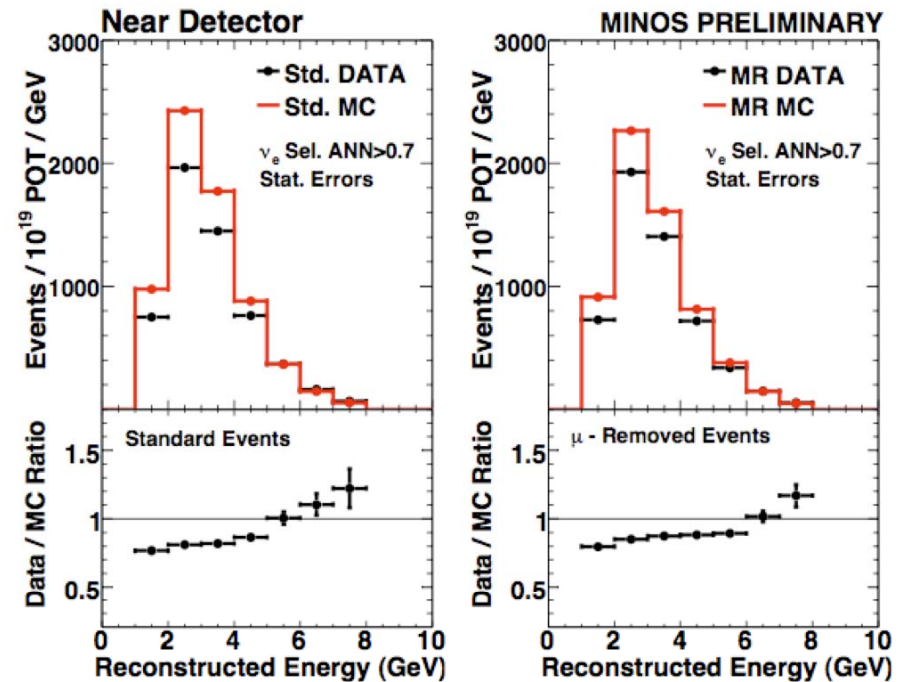 Near Detector
MINOS PRELIMINARY
Events / 10¹⁹ POT / GeV
3000
2000
1000
Std. DATA
Std. MC
νe Sel. ANN>0.7
Stat. Errors
Events / 10¹⁹ POT / GeV
3000
2000
1000
MR DATA
MR MC
νe Sel. ANN>0.7
Stat. Errors
Data / MC Ratio
1.5
1
0.5
Standard Events
0 2 4 6 8 10
Reconstructed Energy (GeV)
Data / MC Ratio
1.5
1
0.5
μ - Removed Events
0 2 4 6 8 10
Reconstructed Energy (GeV)